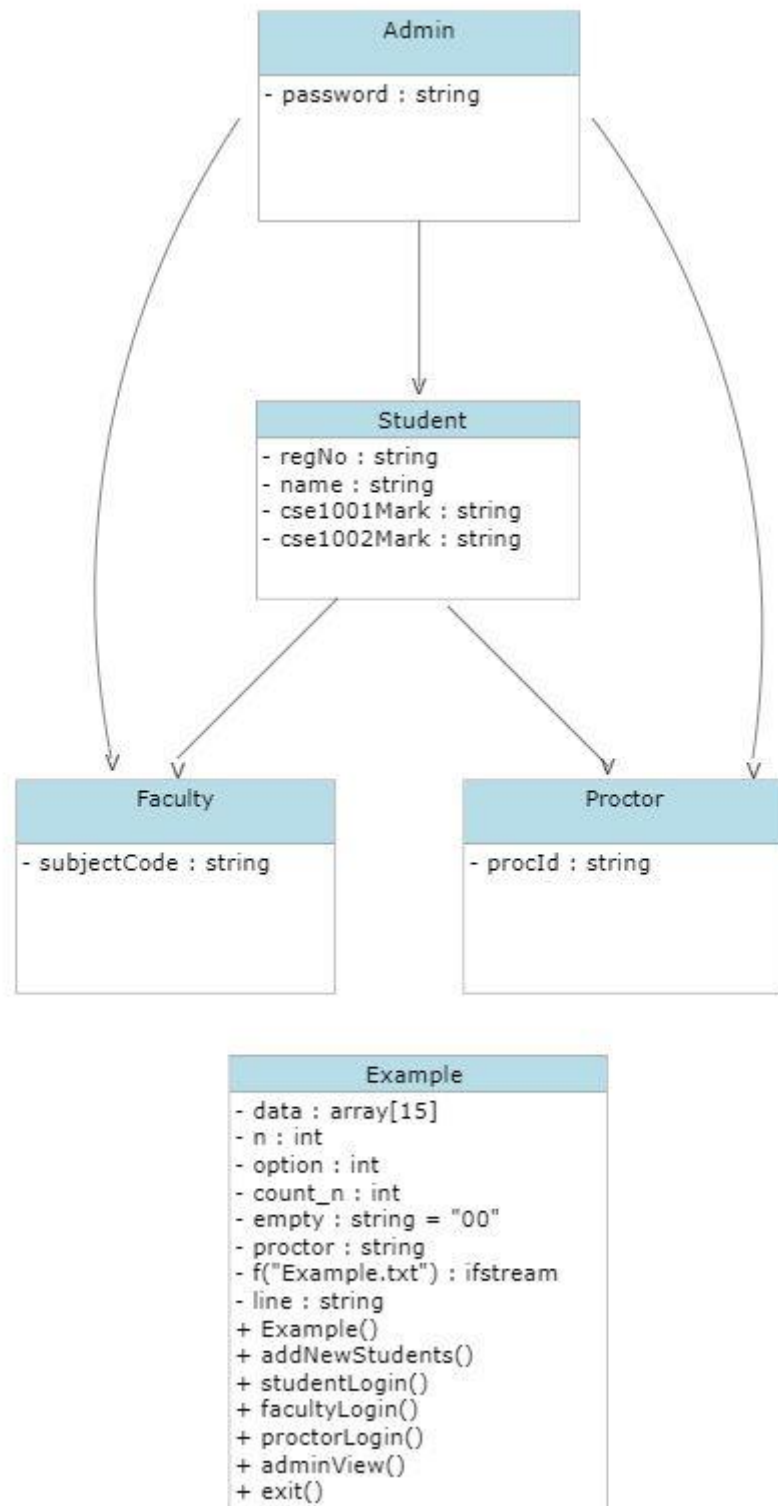 Admin
- password : string
Student
- regNo : string
- name : string
- cse1001Mark : string
- cse1002Mark : string
Faculty
- subjectCode : string
Proctor
- procId : string
Example
- data : array[15]
- n : int
- option : int
- count_n : int
- empty : string = "00"
- proctor : string
- f("Example.txt") : ifstream
- line : string
+ Example()
+ addNewStudents()
+ studentLogin()
+ facultyLogin()
+ proctorLogin()
+ adminView()
+ exit()